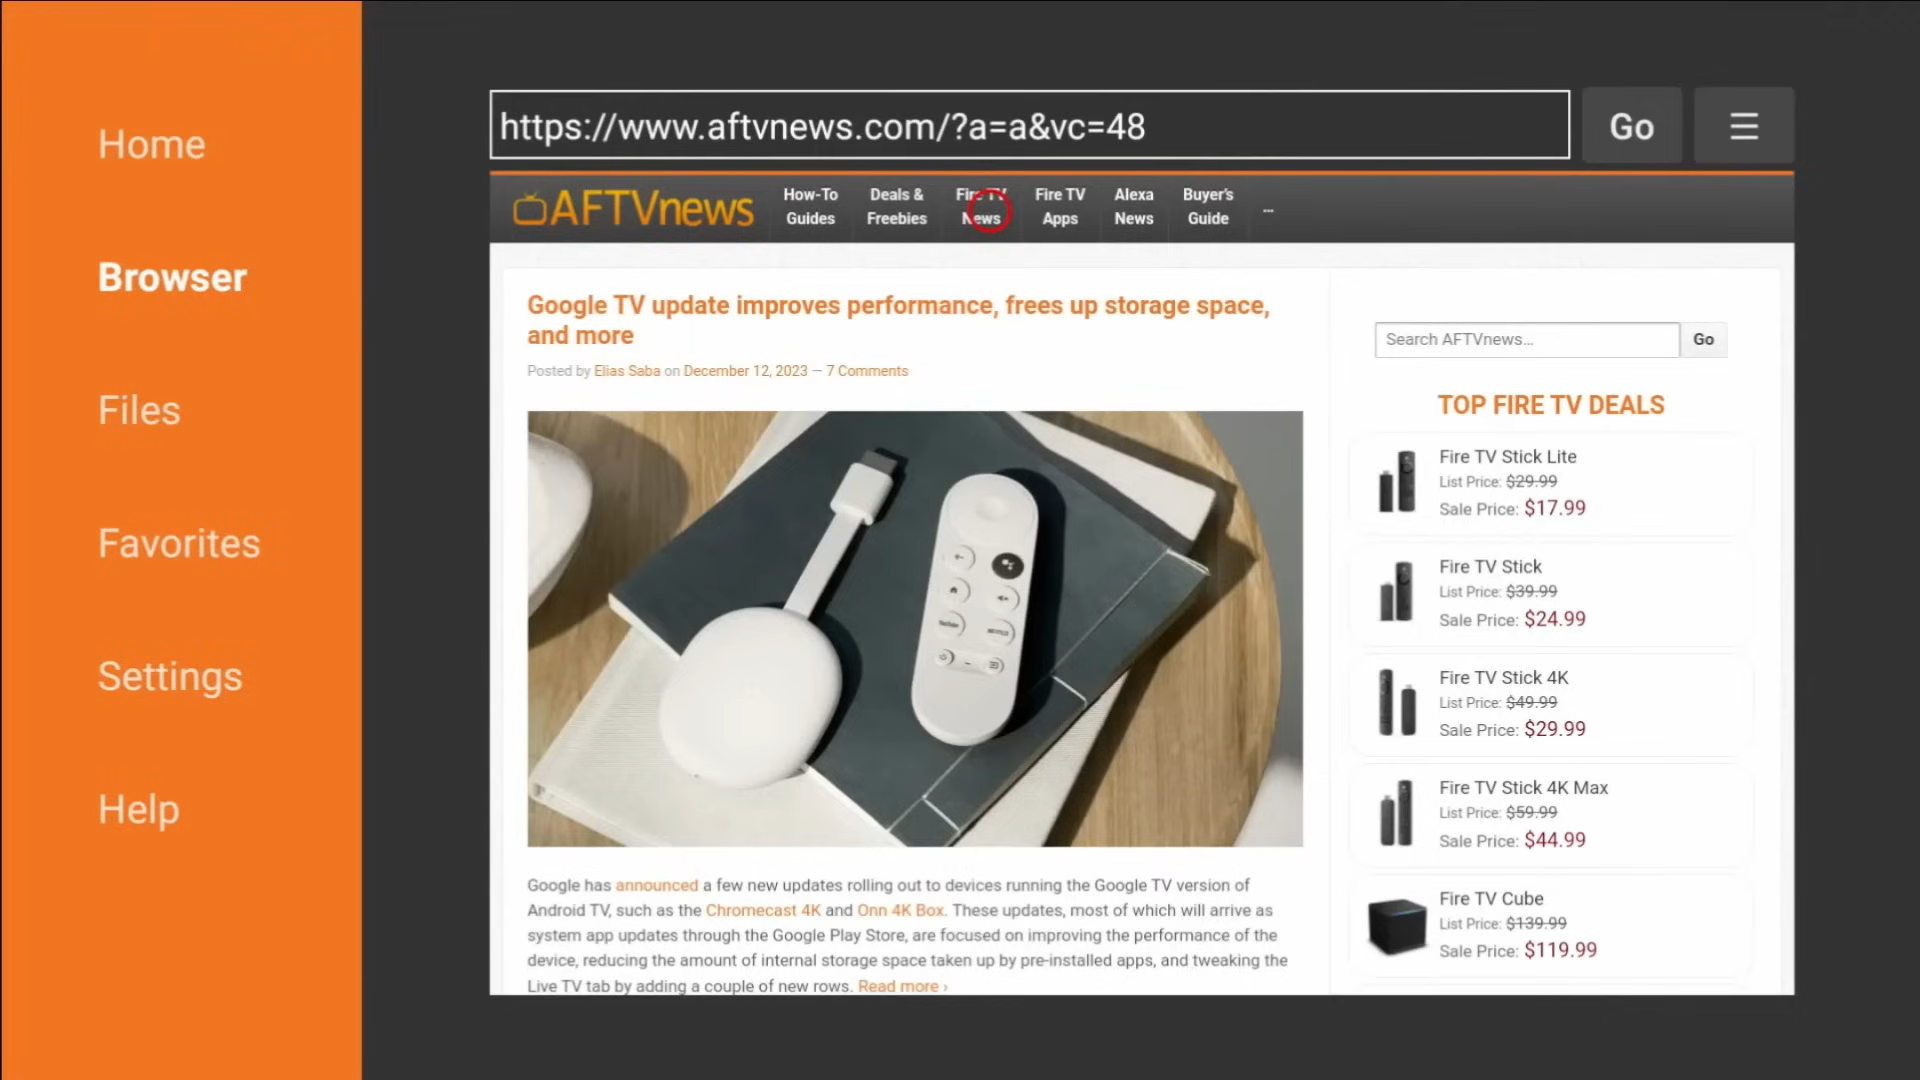 Home
Browser
Files
Favorites
Settings
Help
https://www.aftvnews.com/?a=a&vc=48
Go
☰
AFTVnews
How-To
Guides
Deals &
Freebies
Fire TV
News
Fire TV
Apps
Alexa
News
Buyer's
Guide
...
Google TV update improves performance, frees up storage space,
and more
Posted by Elias Saba on December 12, 2023 — 7 Comments
Google has announced a few new updates rolling out to devices running the Google TV version of
Android TV, such as the Chromecast 4K and Onn 4K Box. These updates, most of which will arrive as
system app updates through the Google Play Store, are focused on improving the performance of the
device, reducing the amount of internal storage space taken up by pre-installed apps, and tweaking the
Live TV tab by adding a couple of new rows. Read more ›
Search AFTVnews...
Go
TOP FIRE TV DEALS
Fire TV Stick Lite
List Price: $29.99
Sale Price: $17.99
Fire TV Stick
List Price: $39.99
Sale Price: $24.99
Fire TV Stick 4K
List Price: $49.99
Sale Price: $29.99
Fire TV Stick 4K Max
List Price: $59.99
Sale Price: $44.99
Fire TV Cube
List Price: $139.99
Sale Price: $119.99